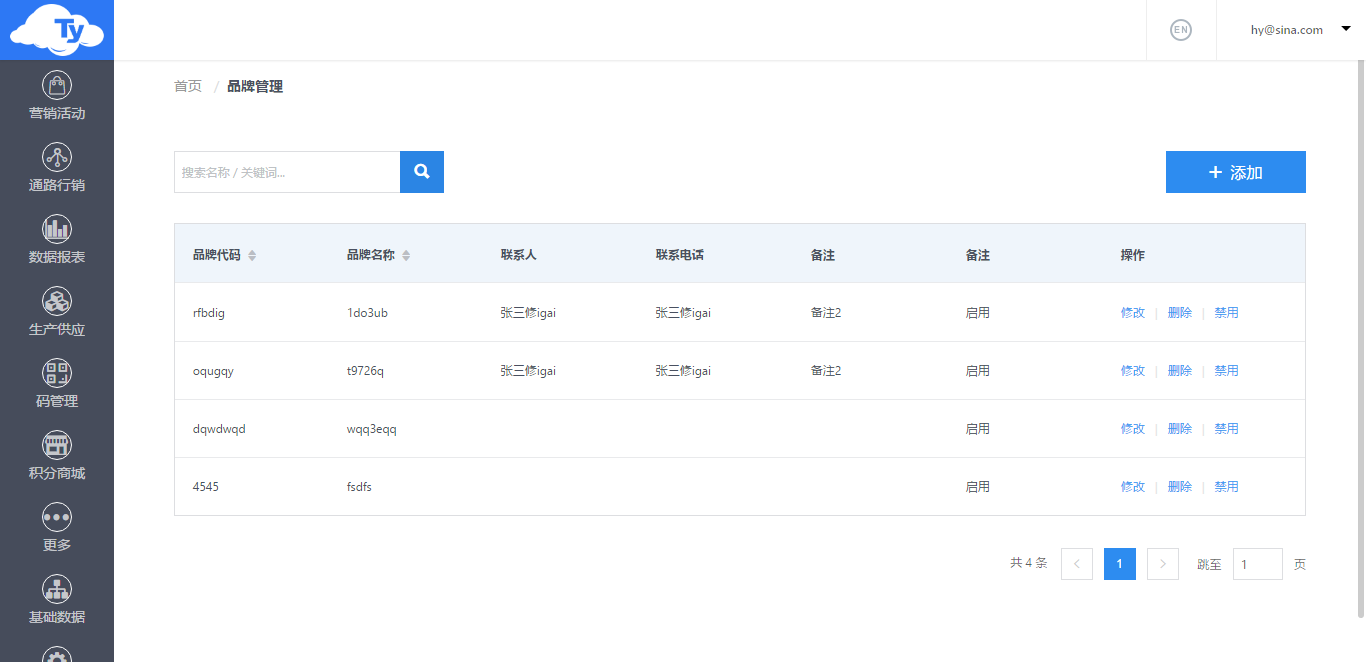 Ty
EN
hy@sina.com
营销活动
通路行销
数据报表
生产供应
码管理
积分商城
更多
基础数据
首页 / 品牌管理
搜索名称 / 关键词...
+ 添加
品牌代码 品牌名称 联系人 联系电话 备注 备注 操作
rfbdig 1do3ub 张三修igai 张三修igai 备注2 启用 修改 | 删除 | 禁用
oqugqy t9726q 张三修igai 张三修igai 备注2 启用 修改 | 删除 | 禁用
dqwdwqd wqq3eqq 启用 修改 | 删除 | 禁用
4545 fsdfs 启用 修改 | 删除 | 禁用
共 4 条 < 1 > 跳至 1 页